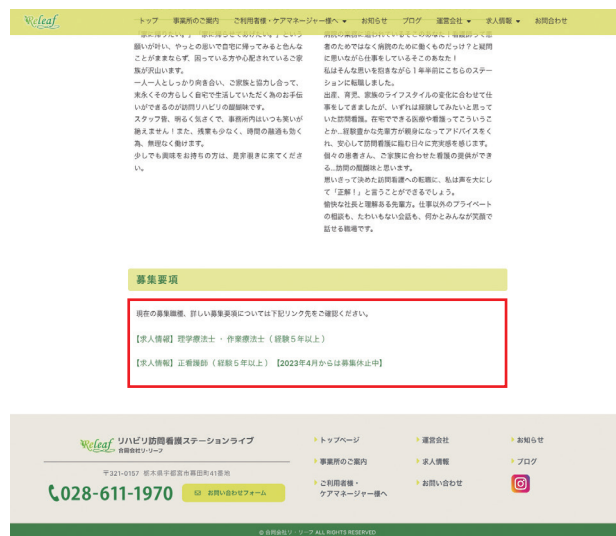 Releaf
トップ 事業所のご案内 ご利用者様・ケアマネージャー様へ お知らせ ブログ 運営会社 求人情報 お問合わせ
願いが叶い、やっとの思いで自宅に帰ってみると色んな
ことがままならず、困っている方や心配されているご家
族が沢山います。
一人一人としっかり向き合い、ご家族と協力し合って、
末永くその方らしく自宅で生活していただく為のお手伝
いができるのが訪問リハビリの醍醐味です。
スタッフ皆、明るく気さくで、事務所内はいつも笑いが
絶えません！また、残業も少なく、時間の融通も効く
為、無理なく働けます。
少しでも興味をお持ちの方は、是非覗きに来てくださ
い。
者のためではなく病院のために働くものだっけ？と疑問
に思いながら仕事をしているそこのあなた！
私はそんな思いを抱きながら１年半前にこちらのステー
ションに転職しました。
出産、育児、家族のライフスタイルの変化に合わせて仕
事をしてきましたが、いずれは経験してみたいと思って
いた訪問看護。在宅でできる医療や看護ってこういうこ
とか…経験豊かな先輩方が親身になってアドバイスをく
れ、安心して訪問看護に臨む日々に充実感を感じます。
個々の患者さん、ご家族に合わせた看護の提供ができ
る…訪問の醍醐味と思います。
思いきって決めた訪問看護への転職に、私は声を大にし
て「正解！」と言うことができるでしょう。
愉快な社長と理解ある先輩方。仕事以外のプライベート
の相談も、たわいもない会話も、何かとみんなが笑顔で
話せる職場です。
募集要項
現在の募集職種、詳しい募集要項については下記リンク先をご確認ください。
【求人情報】理学療法士 ・ 作業療法士（ 経験５年以上 ）
【求人情報】正看護師（ 経験５年以上 ）【2023年4月からは募集休止中】
Releaf リハビリ訪問看護ステーションライブ
合同会社リ・リーフ
〒321-0157 栃木県宇都宮市幕田町41番地
028-611-1970 お問い合わせフォーム
トップページ 運営会社 お知らせ
事業所のご案内 求人情報 ブログ
ご利用者様・ お問い合わせ
ケアマネージャー様へ
© 合同会社リ・リーフ ALL RIGHTS RESERVED